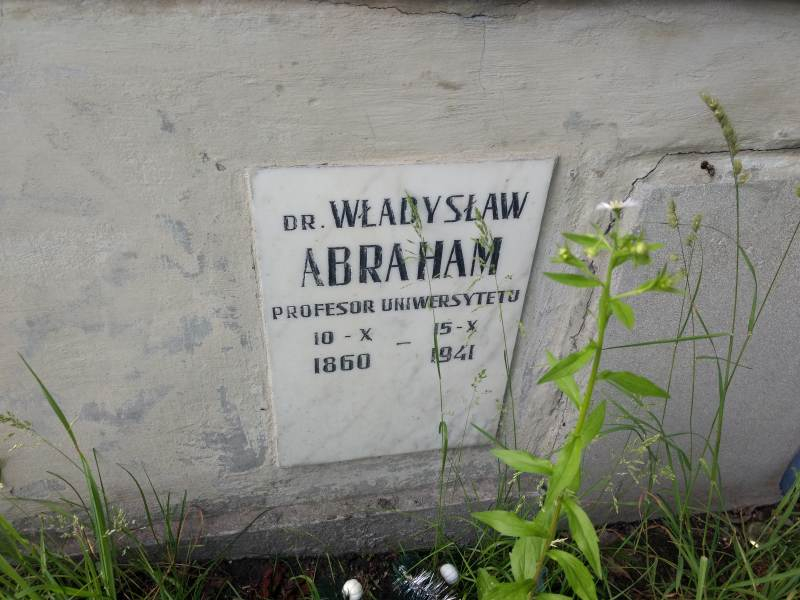 DR. WŁADYSŁAW
ABRAHAM
PROFESOR UNIWERSYTETU
10 - X _ 15 - X
1860 1941